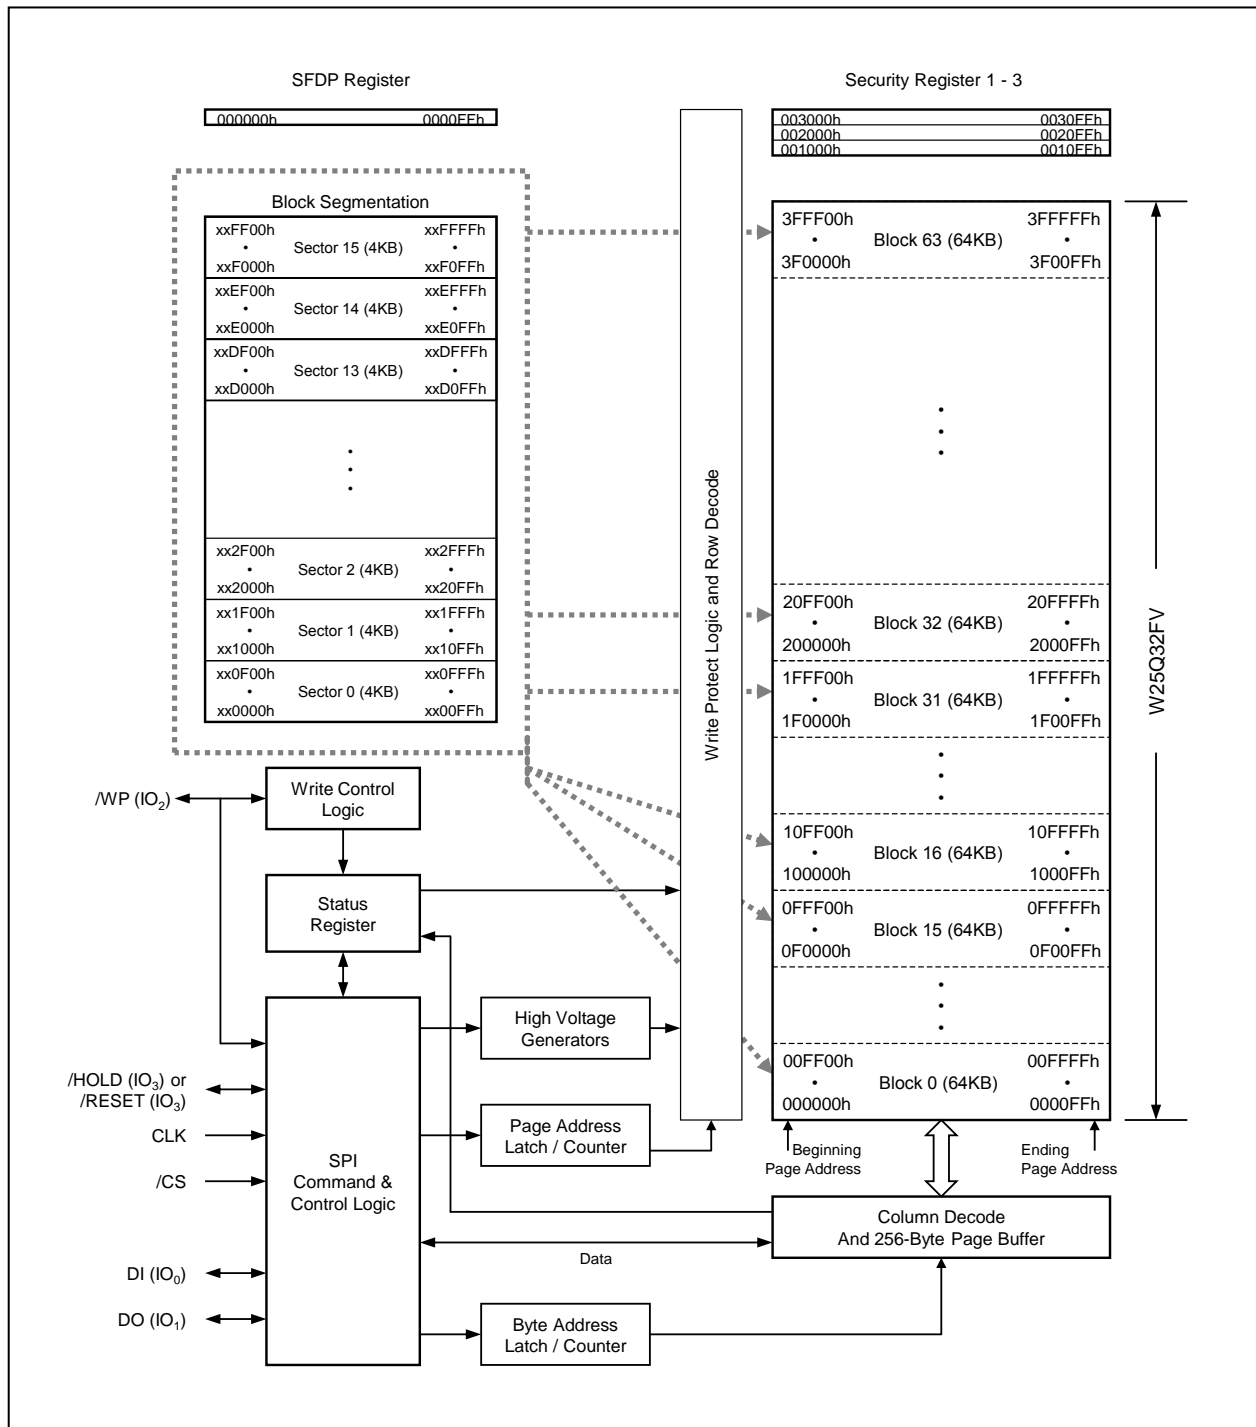 SFDP Register
000000h 0000FFh
Security Register 1 - 3
003000h 0030FFh
002000h 0020FFh
001000h 0010FFh
Block Segmentation
xxFF00h xxFFFFh
• Sector 15 (4KB) •
xxF000h xxF0FFh
xxEF00h xxEFFFh
• Sector 14 (4KB) •
xxE000h xxE0FFh
xxDF00h xxDFFFh
• Sector 13 (4KB) •
xxD000h xxD0FFh
xx2F00h xx2FFFh
• Sector 2 (4KB) •
xx2000h xx20FFh
xx1F00h xx1FFFh
• Sector 1 (4KB) •
xx1000h xx10FFh
xx0F00h xx0FFFh
• Sector 0 (4KB) •
xx0000h xx00FFh
Write Protect Logic and Row Decode
3FFF00h 3FFFFFh
• Block 63 (64KB) •
3F0000h 3F00FFh
20FF00h 20FFFFh
• Block 32 (64KB) •
200000h 2000FFh
1FFF00h 1FFFFFh
• Block 31 (64KB) •
1F0000h 1F00FFh
10FF00h 10FFFFh
• Block 16 (64KB) •
100000h 1000FFh
0FFF00h 0FFFFFh
• Block 15 (64KB) •
0F0000h 0F00FFh
00FF00h 00FFFFh
• Block 0 (64KB) •
000000h 0000FFh
W25Q32FV
Beginning
Page Address
Ending
Page Address
/WP (IO₂)
Write Control
Logic
Status
Register
High Voltage
Generators
/HOLD (IO₃) or
/RESET (IO₃)
CLK
/CS
SPI
Command &
Control Logic
Page Address
Latch / Counter
Column Decode
And 256-Byte Page Buffer
Data
DI (IO₀)
DO (IO₁)
Byte Address
Latch / Counter